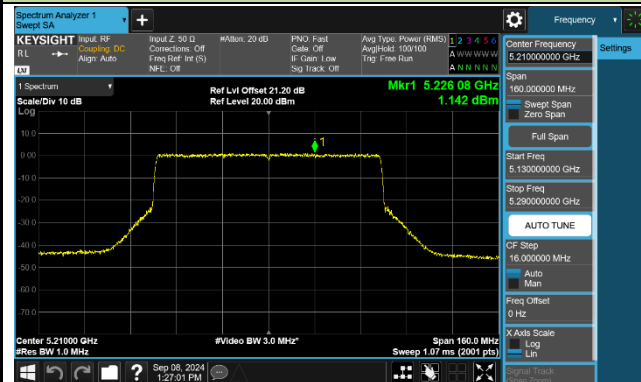 Spectrum Analyzer 1
Swept SA
+
Frequency
KEYSIGHT
RL
LXI
Input: RF
Coupling: DC
Align: Auto
Input Z: 50 Ω
Corrections: Off
Freq Ref: Int (S)
NFE: Off
#Atten: 20 dB
PNO: Fast
Gate: Off
IF Gain: Low
Sig Track: Off
Avg Type: Power (RMS)
Avg|Hold: 100/100
Trig: Free Run
1 2 3 4 5 6
A W W W W W
A N N N N N
1 Spectrum
Scale/Div 10 dB
Log
Ref Lvl Offset 21.20 dB
Ref Level 20.00 dBm
Mkr1 5.226 08 GHz
1.142 dBm
10.0
0.00
-10.0
-20.0
-30.0
-40.0
-50.0
-60.0
-70.0
1
Center 5.21000 GHz
#Res BW 1.0 MHz
#Video BW 3.0 MHz*
Span 160.0 MHz
Sweep 1.07 ms (2001 pts)
Center Frequency
5.210000000 GHz
Settings
Span
160.000000 MHz
Swept Span
Zero Span
Full Span
Start Freq
5.130000000 GHz
Stop Freq
5.290000000 GHz
AUTO TUNE
CF Step
16.000000 MHz
Auto
Man
Freq Offset
0 Hz
X Axis Scale
Log
Lin
Signal Track
(Span Zoom)
?
Sep 08, 2024
1:27:01 PM